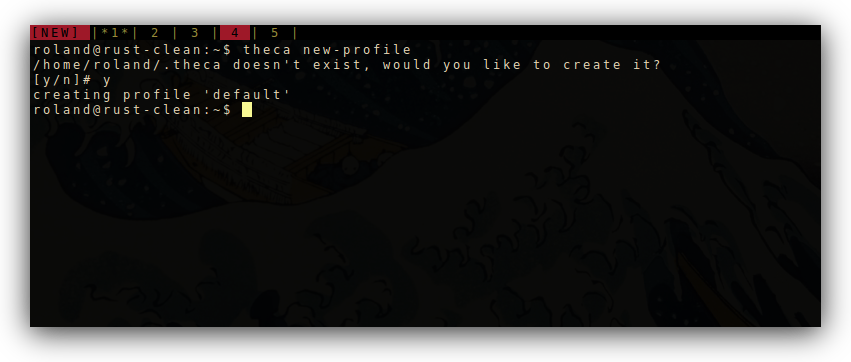 [NEW] |*1*| 2 | 3 | 4 | 5 |
roland@rust-clean:~$ theca new-profile
/home/roland/.theca doesn't exist, would you like to create it?
[y/n]# y
creating profile 'default'
roland@rust-clean:~$